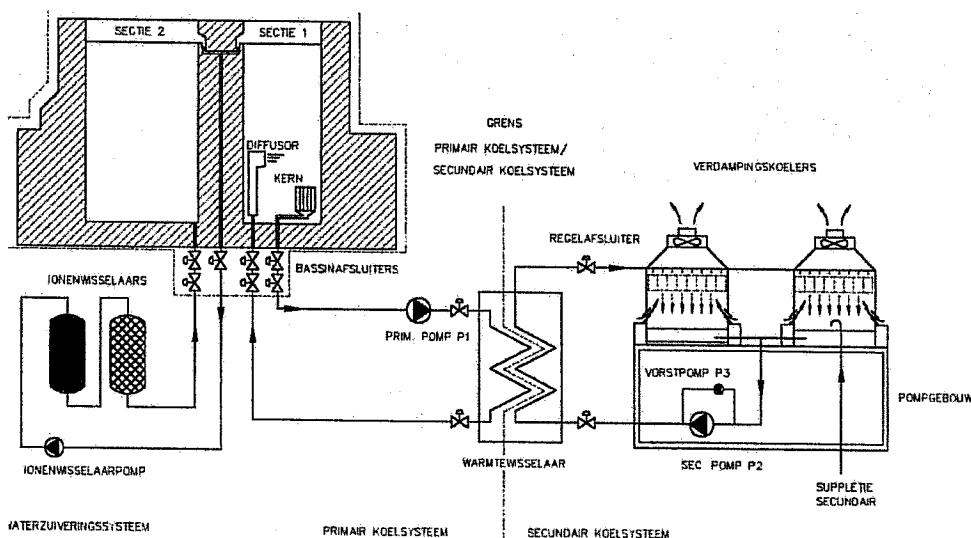 SECTIE 2
SECTIE 1
DIFFUSOR
KERN
GRENS
PRIMAIR KOELSYSTEEM/
SECUNDAIR KOELSYSTEEM
VERDAMPINGSKOELERS
REGELAFSLUITER
BASSINAFSLUITERS
IONENWISSELAARS
PRIM. POMP P1
VORSTPOMP P3
POMPGEBOUW
WARMTEWISSELAAR
SEC POMP P2
IONENWISSELAARPOMP
SUPPLETIE
SECUNDAIR
WATERZUIVERINGSSYSTEEM
PRIMAIR KOELSYSTEEM
SECUNDAIR KOELSYSTEEM